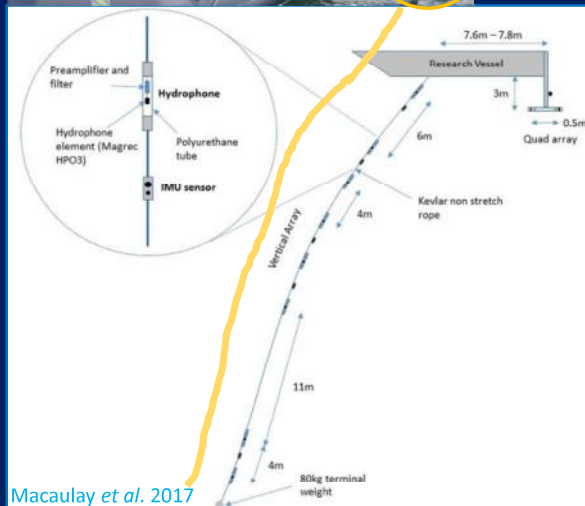 7.6m – 7.8m
Preamplifier and
filter
Hydrophone
Research Vessel
3m
0.5m
Quad array
Hydrophone
element (Magrec
HPO3)
Polyurethane
tube
6m
IMU sensor
Kevlar non stretch
rope
4m
Vertical Array
11m
4m
80kg terminal
weight
Macaulay et al. 2017